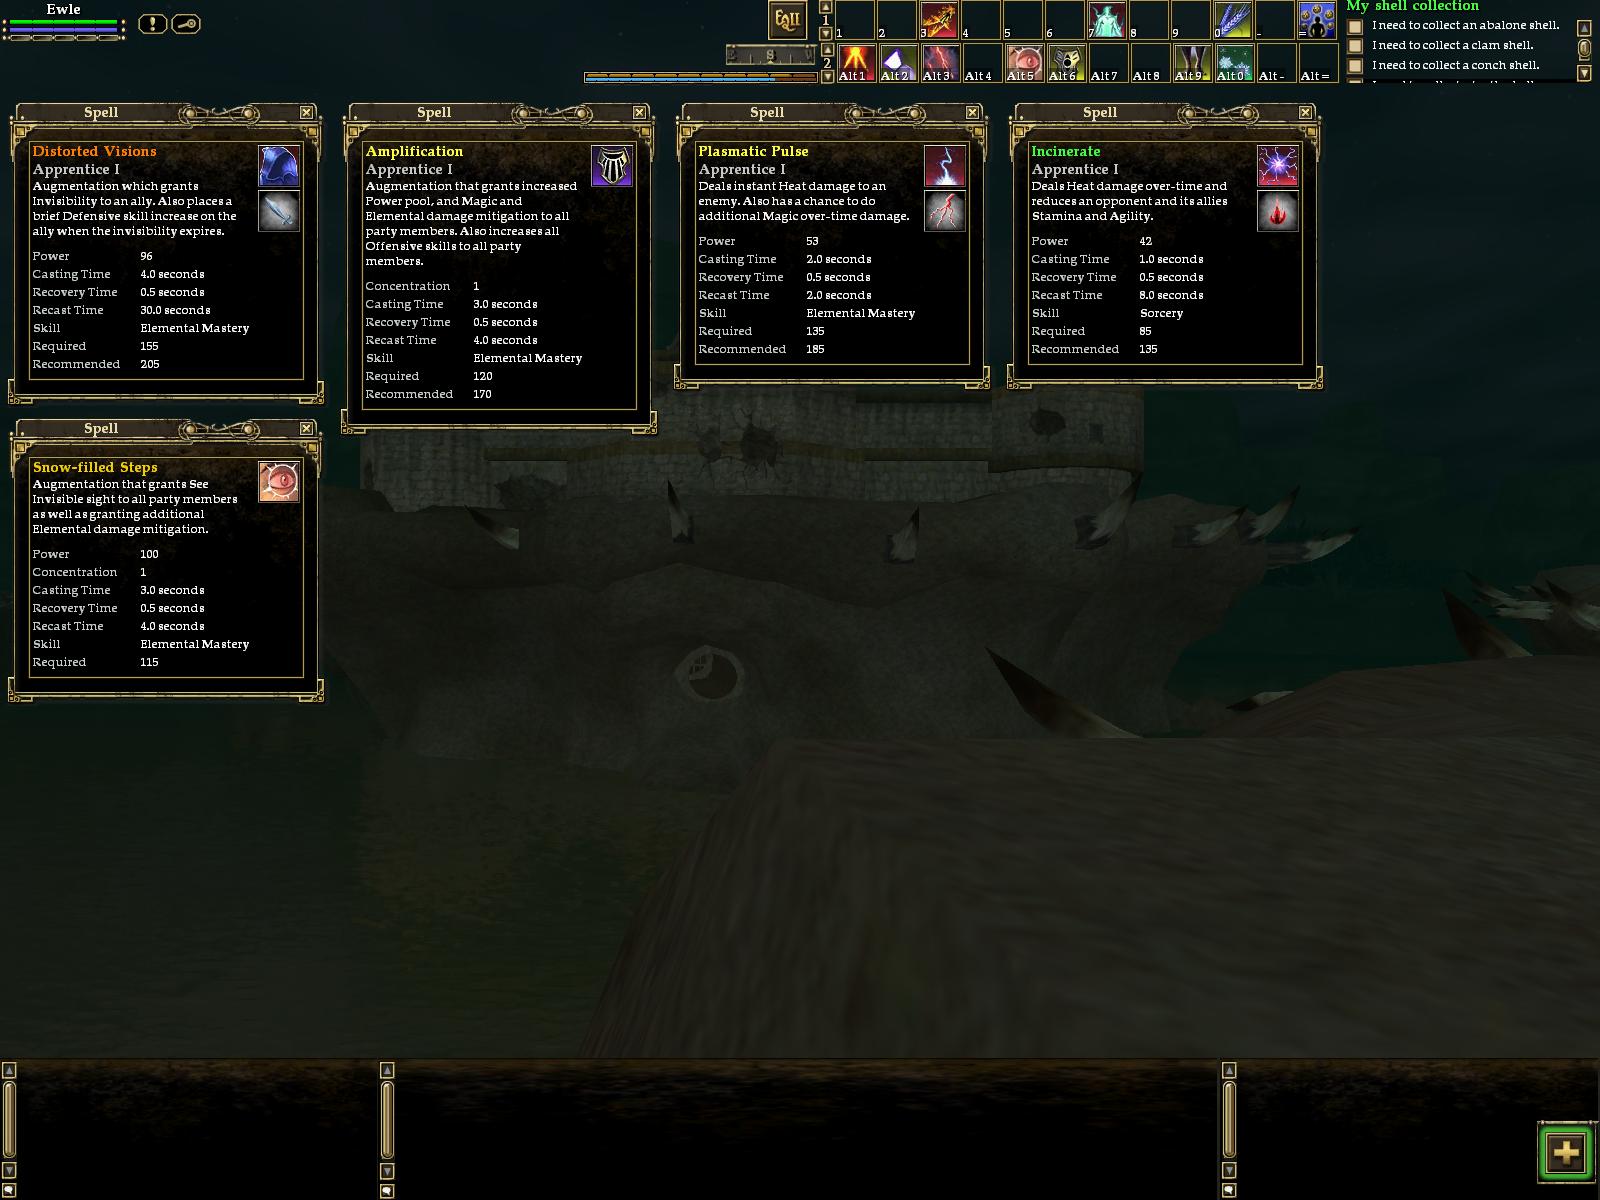 Ewle
EQII
1
1
2
3
4
5
6
7
8
9
0
-
=
E S W
2
Alt 1
Alt 2
Alt 3
Alt 4
Alt 5
Alt 6
Alt 7
Alt 8
Alt 9
Alt 0
Alt -
Alt =
My shell collection
I need to collect an abalone shell.
I need to collect a clam shell.
I need to collect a conch shell.
Spell
Distorted Visions
Apprentice I
Augmentation which grants
Invisibility to an ally. Also places a
brief Defensive skill increase on the
ally when the invisibility expires.
Power 96
Casting Time 4.0 seconds
Recovery Time 0.5 seconds
Recast Time 30.0 seconds
Skill Elemental Mastery
Required 155
Recommended 205
Spell
Amplification
Apprentice I
Augmentation that grants increased
Power pool, and Magic and
Elemental damage mitigation to all
party members. Also increases all
Offensive skills to all party
members.
Concentration 1
Casting Time 3.0 seconds
Recovery Time 0.5 seconds
Recast Time 4.0 seconds
Skill Elemental Mastery
Required 120
Recommended 170
Spell
Plasmatic Pulse
Apprentice I
Deals instant Heat damage to an
enemy. Also has a chance to do
additional Magic over-time damage.
Power 53
Casting Time 2.0 seconds
Recovery Time 0.5 seconds
Recast Time 2.0 seconds
Skill Elemental Mastery
Required 135
Recommended 185
Spell
Incinerate
Apprentice I
Deals Heat damage over-time and
reduces an opponent and its allies
Stamina and Agility.
Power 42
Casting Time 1.0 seconds
Recovery Time 0.5 seconds
Recast Time 8.0 seconds
Skill Sorcery
Required 85
Recommended 135
Spell
Snow-filled Steps
Augmentation that grants See
Invisible sight to all party members
as well as granting additional
Elemental damage mitigation.
Power 100
Concentration 1
Casting Time 3.0 seconds
Recovery Time 0.5 seconds
Recast Time 4.0 seconds
Skill Elemental Mastery
Required 115